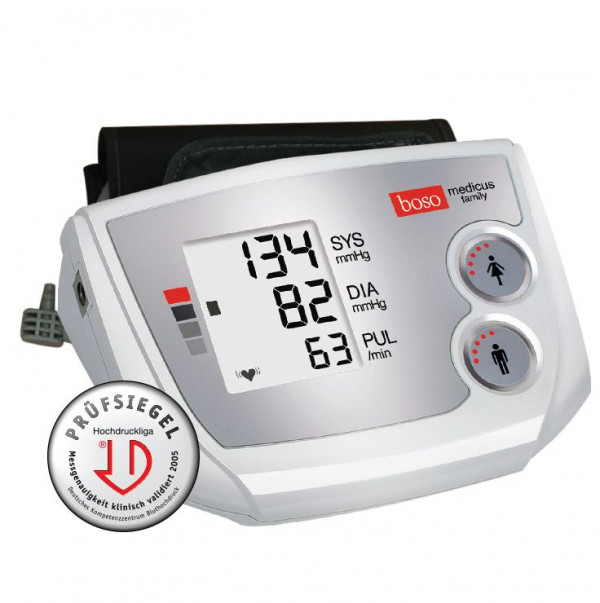 boso
medicus
family
134 SYS
mmHg
82 DIA
mmHg
63 PUL
/min
PRÜFSIEGEL
Hochdruckliga
®
Messgenauigkeit klinisch validiert 2005
Deutsches Kompetenzzentrum Bluthochdruck